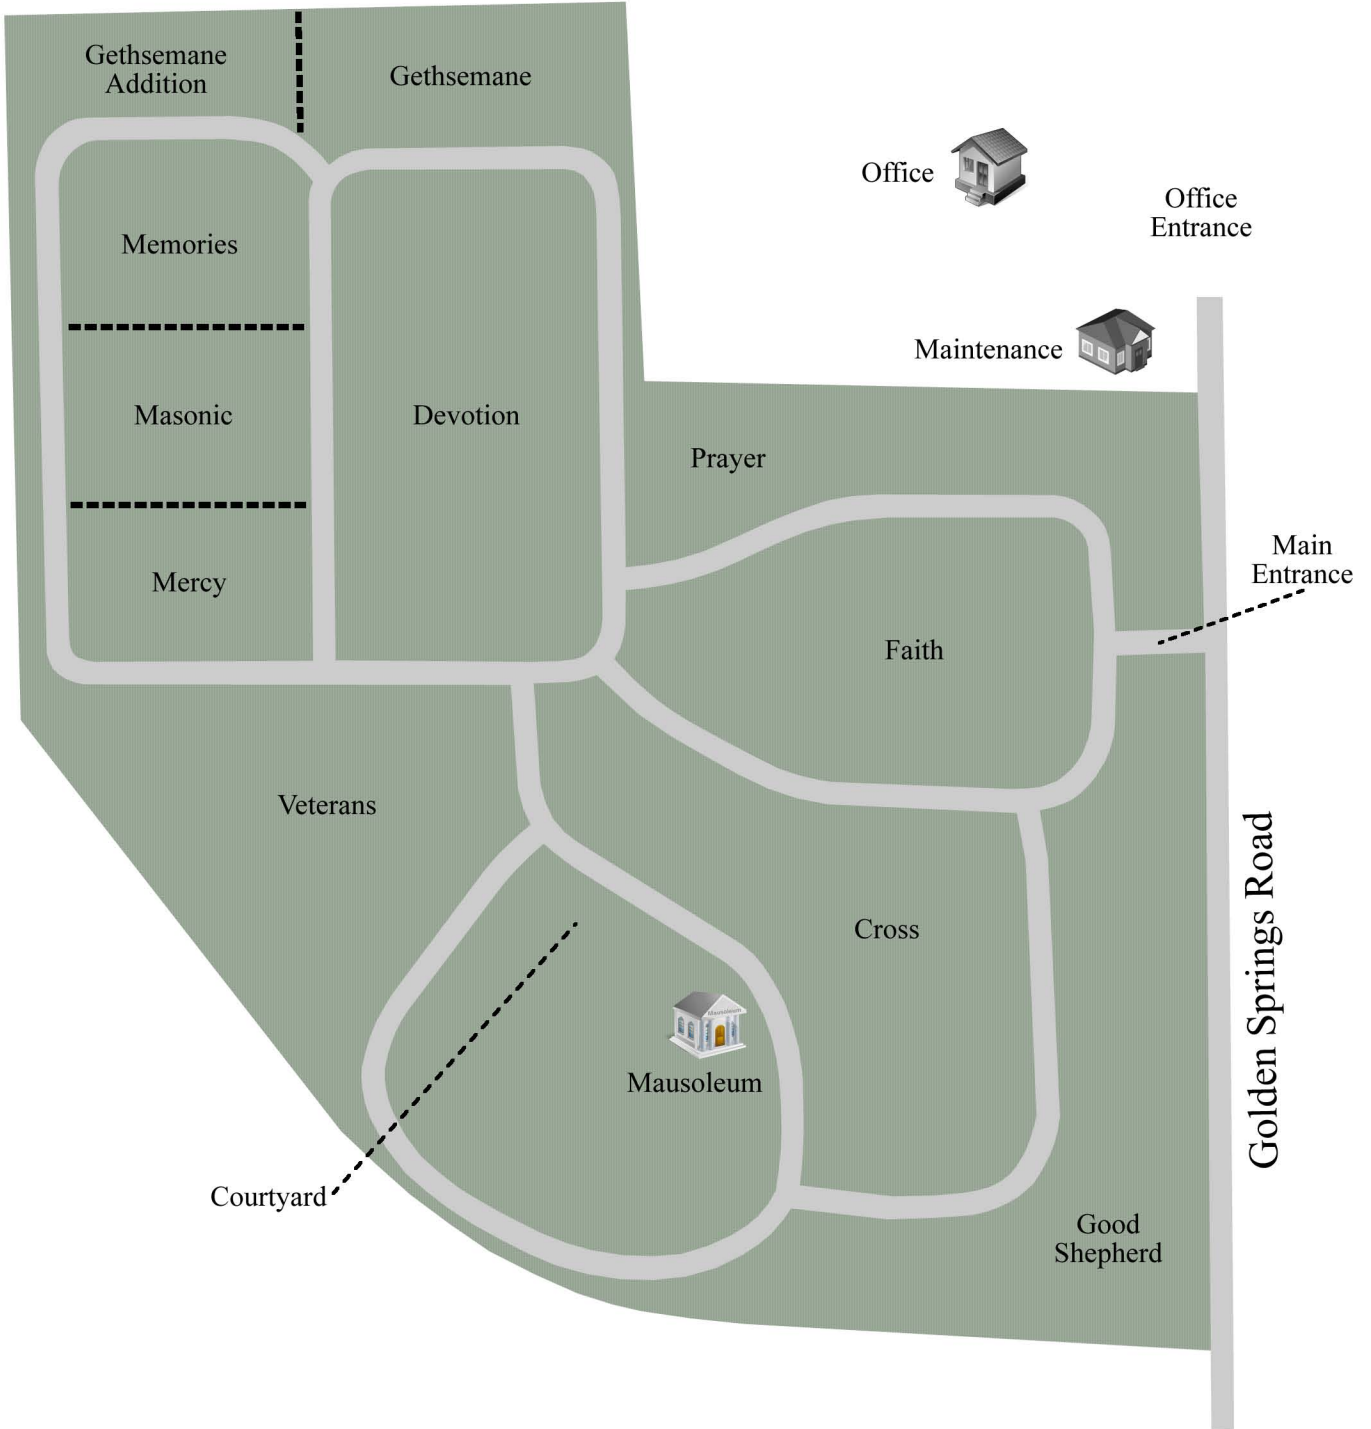 Gethsemane
Addition
Gethsemane
Office
Office
Entrance
Memories
Maintenance
Masonic
Devotion
Prayer
Main
Entrance
Mercy
Faith
Veterans
Golden Springs Road
Cross
Mausoleum
Mausoleum
Courtyard
Good
Shepherd